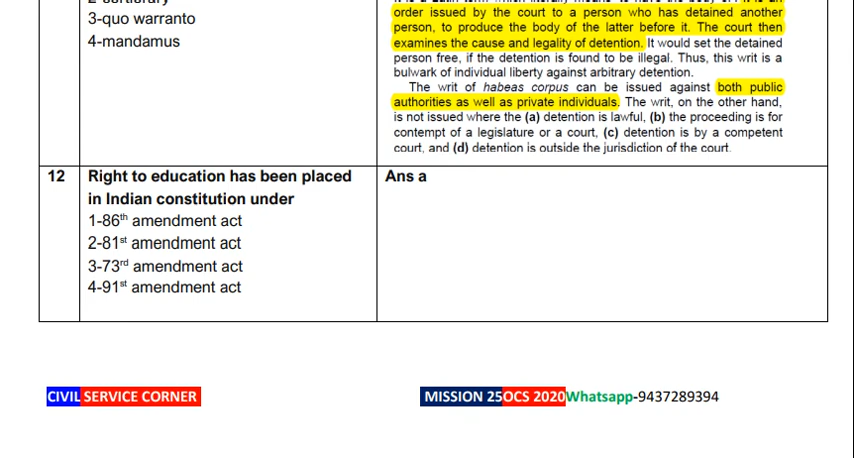 3-quo warranto
4-mandamus
order issued by the court to a person who has detained another
person, to produce the body of the latter before it. The court then
examines the cause and legality of detention. It would set the detained
person free, if the detention is found to be illegal. Thus, this writ is a
bulwark of individual liberty against arbitrary detention.
The writ of habeas corpus can be issued against both public
authorities as well as private individuals. The writ, on the other hand,
is not issued where the (a) detention is lawful, (b) the proceeding is for
contempt of a legislature or a court, (c) detention is by a competent
court, and (d) detention is outside the jurisdiction of the court.
12
Right to education has been placed
in Indian constitution under
1-86th amendment act
2-81st amendment act
3-73rd amendment act
4-91st amendment act
Ans a
CIVIL SERVICE CORNER
MISSION 25OCS 2020Whatsapp-9437289394